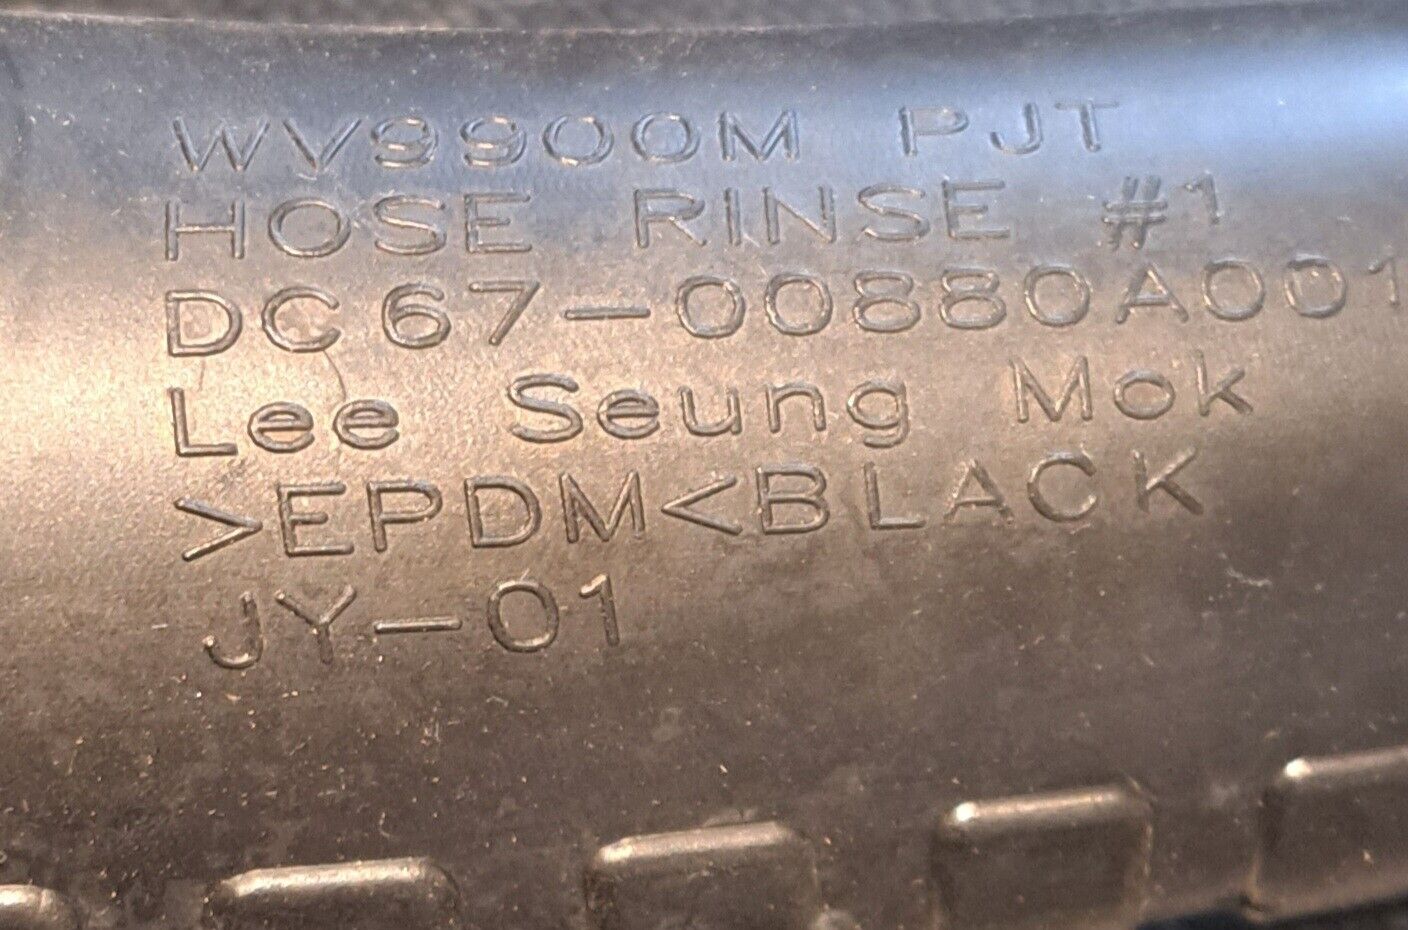 WV9900M PJT
HOSE RINSE #1
DC67-00880A001
Lee Seung Mok
>EPDM<BLACK
JY-01